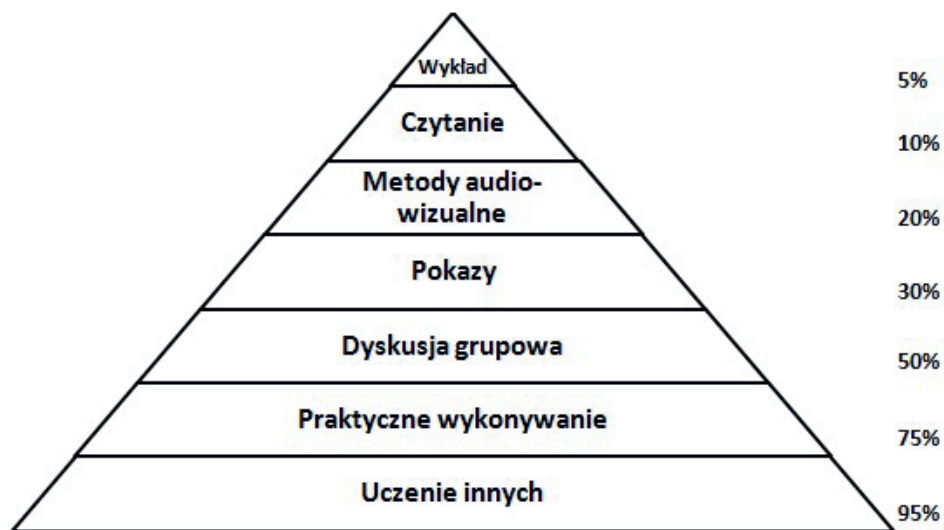 Wykład
5%
Czytanie
10%
Metody audio-
wizualne
20%
Pokazy
30%
Dyskusja grupowa
50%
Praktyczne wykonywanie
75%
Uczenie innych
95%